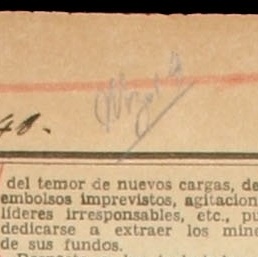 40.
del temor de nuevos cargas, de
embolsos imprevistos, agitacion
líderes irresponsables, etc., pu
dedicarse a extraer los mine
de sus fundos.